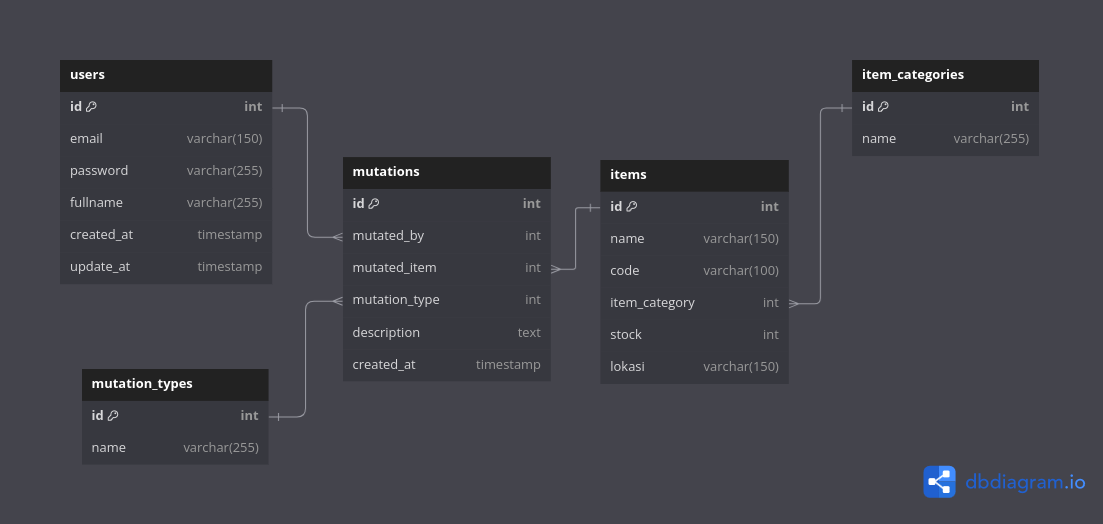 users
id int
email varchar(150)
password varchar(255)
fullname varchar(255)
created_at timestamp
update_at timestamp
mutation_types
id int
name varchar(255)
mutations
id int
mutated_by int
mutated_item int
mutation_type int
description text
created_at timestamp
items
id int
name varchar(150)
code varchar(100)
item_category int
stock int
lokasi varchar(150)
item_categories
id int
name varchar(255)
dbdiagram.io